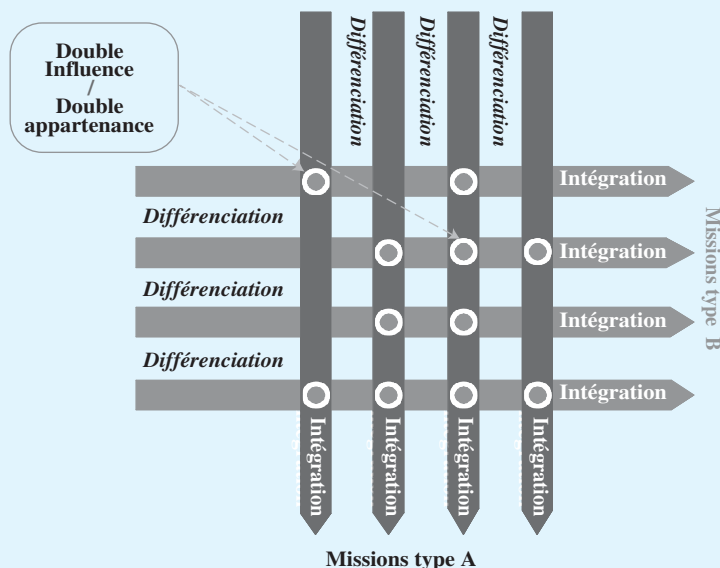 Double
Influence
/
Double
appartenance
Différenciation
Différenciation
Différenciation
Intégration
Différenciation
Intégration
Différenciation
Intégration
Différenciation
Intégration
Missions type B
Intégration
Intégration
Intégration
Intégration
Missions type A